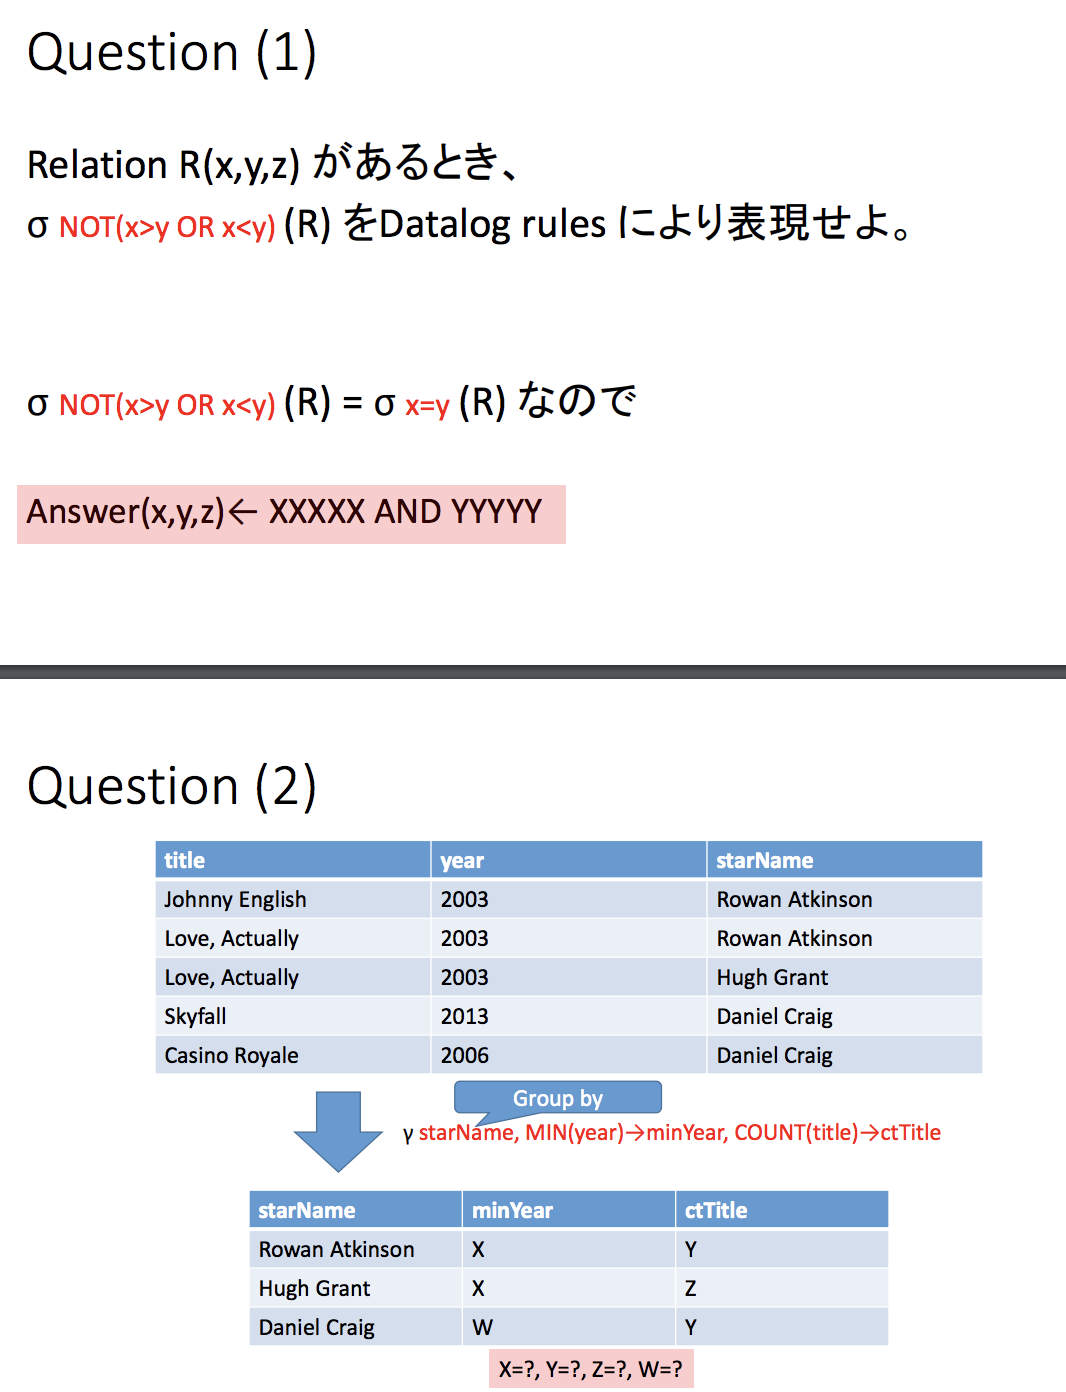 Question (1)
Relation R(x,y,z) があるとき、
σ NOT(x>y OR x<y) (R) をDatalog rules により表現せよ。
σ NOT(x>y OR x<y) (R) = σ x=y (R) なので
Answer(x,y,z)← XXXXX AND YYYYY
Question (2)
title year starName
Johnny English 2003 Rowan Atkinson
Love, Actually 2003 Rowan Atkinson
Love, Actually 2003 Hugh Grant
Skyfall 2013 Daniel Craig
Casino Royale 2006 Daniel Craig
Group by
γ starName, MIN(year)→minYear, COUNT(title)→ctTitle
starName minYear ctTitle
Rowan Atkinson X Y
Hugh Grant X Z
Daniel Craig W Y
X=?, Y=?, Z=?, W=?